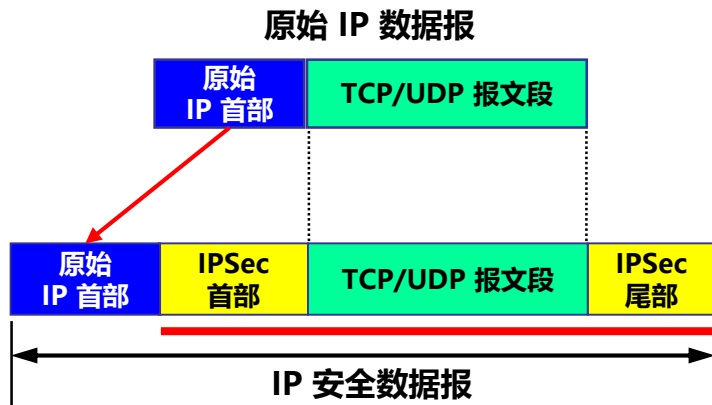 原始 IP 数据报
原始
IP 首部
TCP/UDP 报文段
原始
IP 首部
IPSec
首部
TCP/UDP 报文段
IPSec
尾部
IP 安全数据报